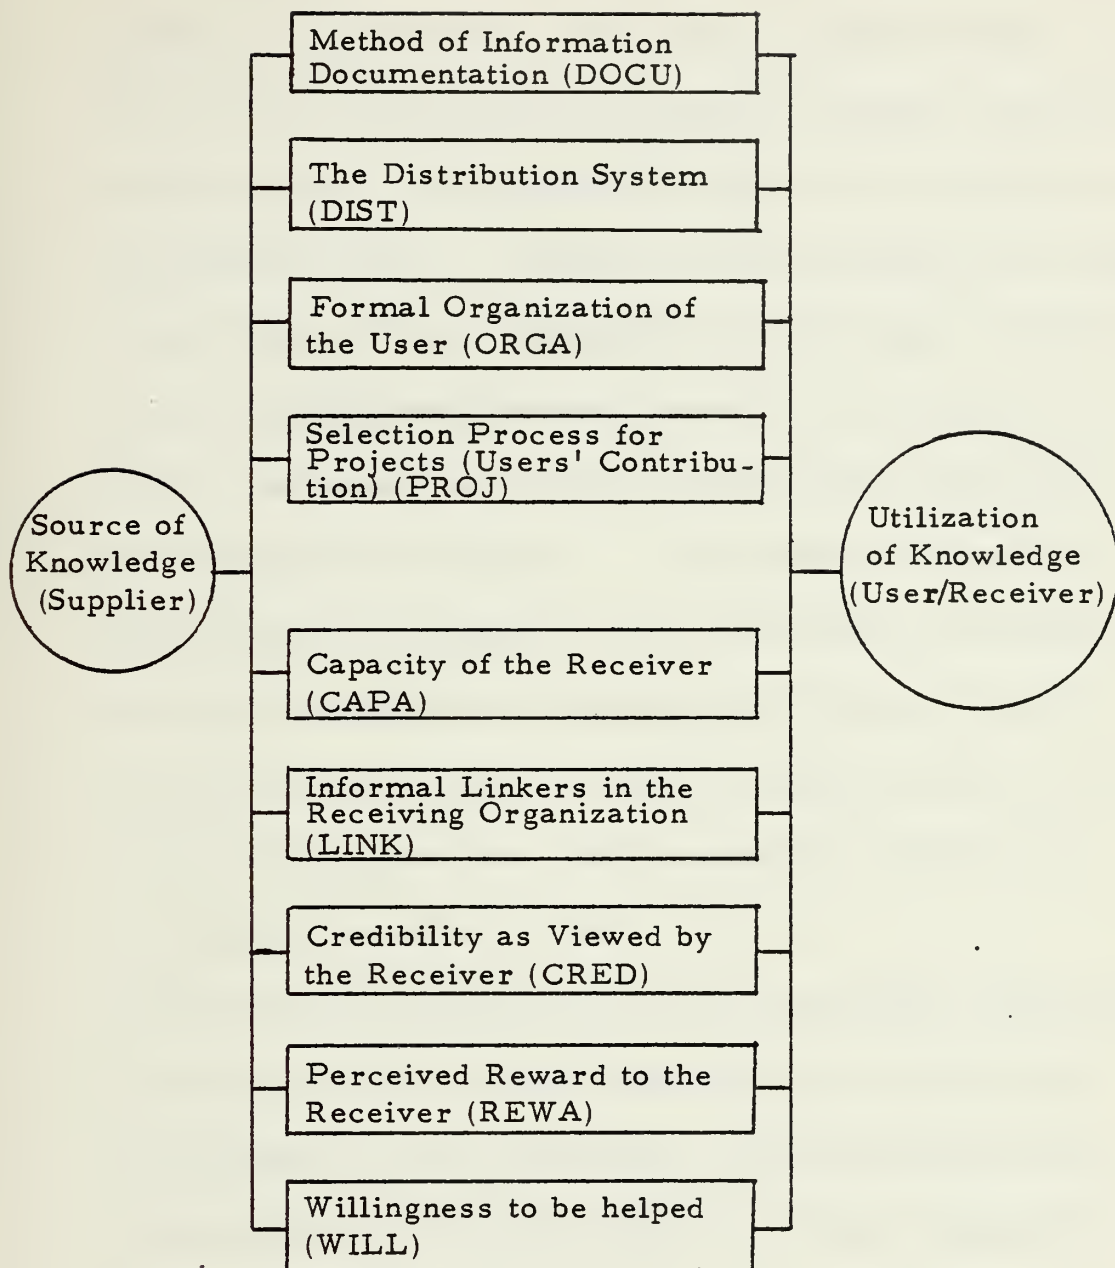 Method of Information
Documentation (DOCU)
The Distribution System
(DIST)
Formal Organization of
the User (ORGA)
Selection Process for
Projects (Users' Contribu-
tion) (PROJ)
Source of
Knowledge
(Supplier)
Utilization
of Knowledge
(User/Receiver)
Capacity of the Receiver
(CAPA)
Informal Linkers in the
Receiving Organization
(LINK)
Credibility as Viewed by
the Receiver (CRED)
Perceived Reward to the
Receiver (REWA)
Willingness to be helped
(WILL)